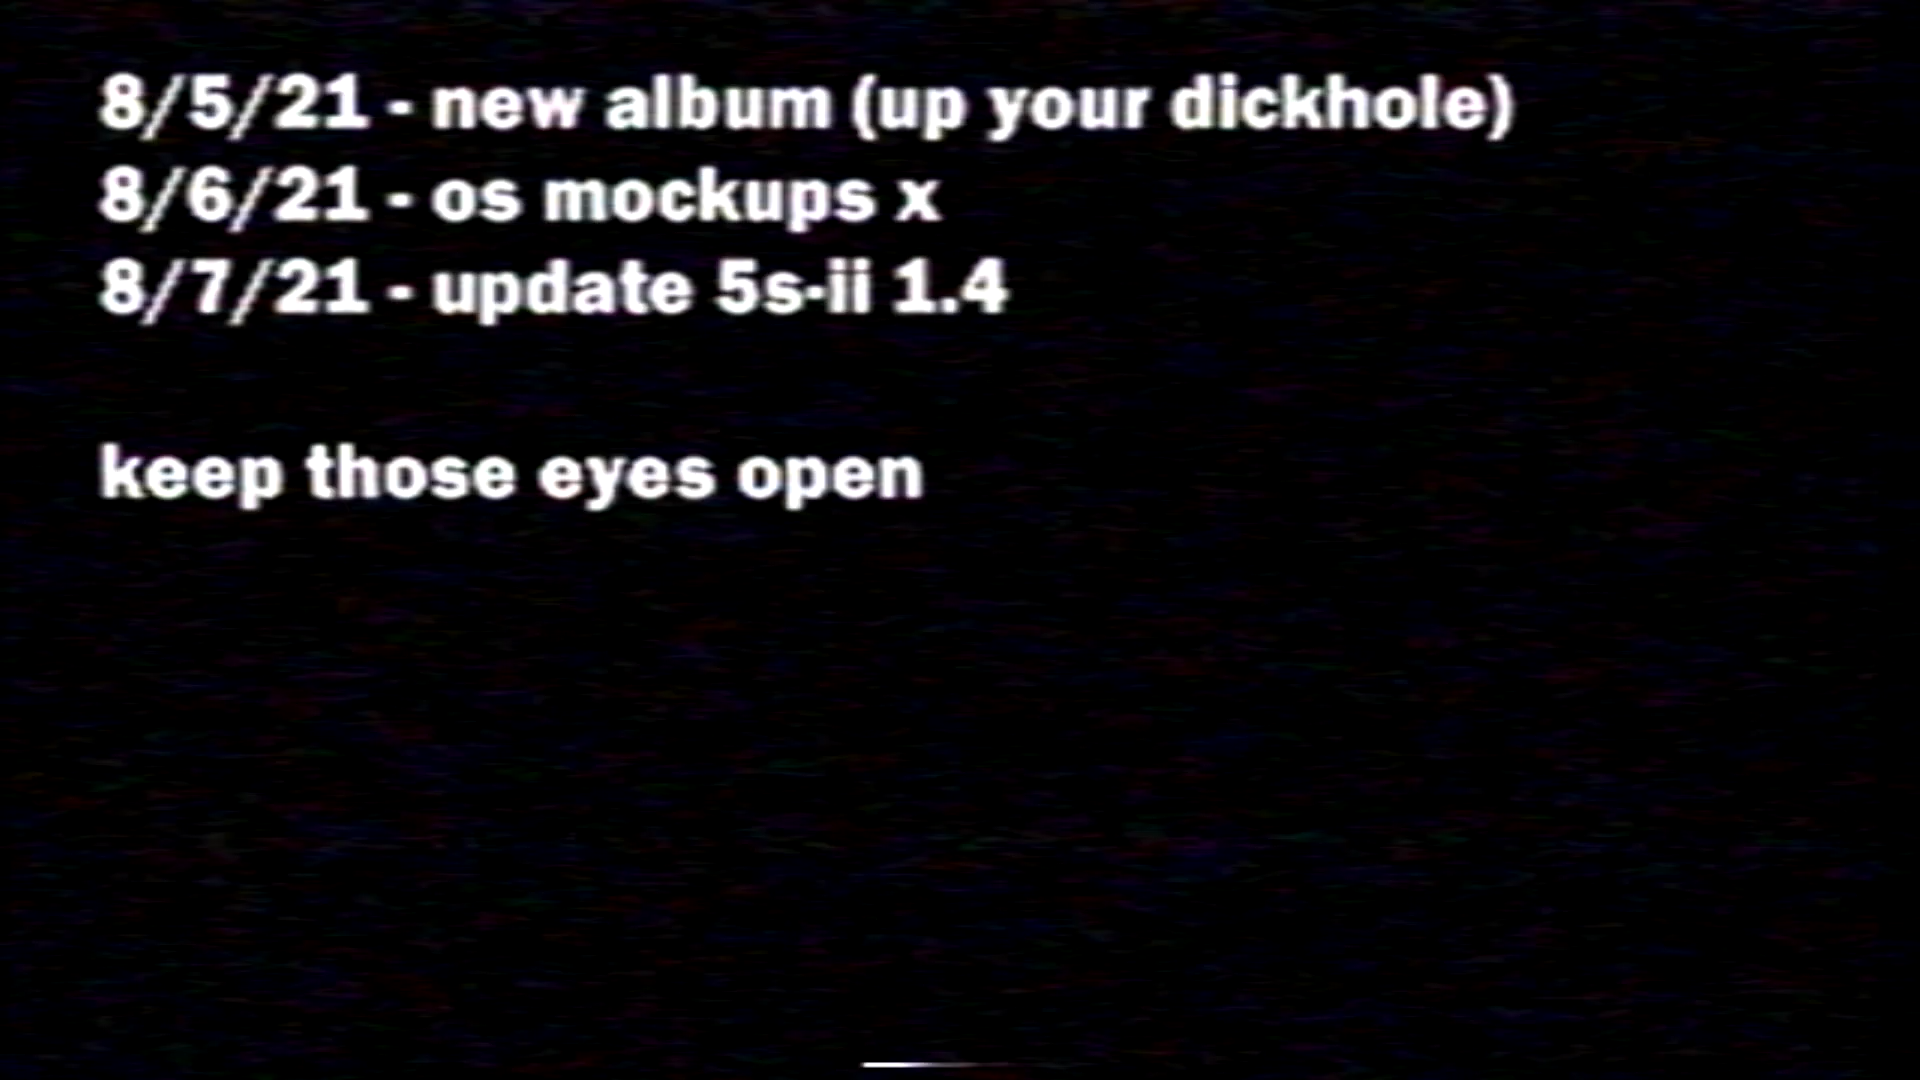 8/5/21 - new album (up your dickhole)
8/6/21 - os mockups x
8/7/21 - update 5s-ii 1.4
keep those eyes open